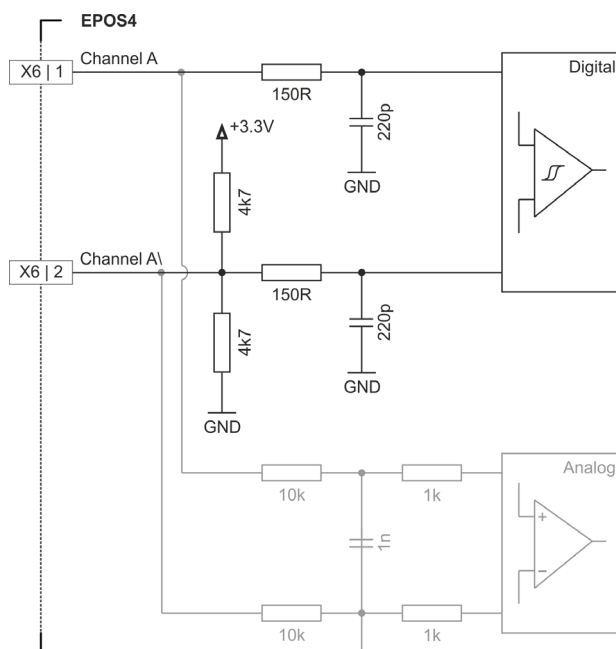 EPOS4
Channel A
X6 | 1
Digital
150R
220p
+3.3V
GND
4k7
Channel A\
X6 | 2
150R
220p
4k7
GND
GND
Analog
10k
1k
+
1n
−
10k
1k